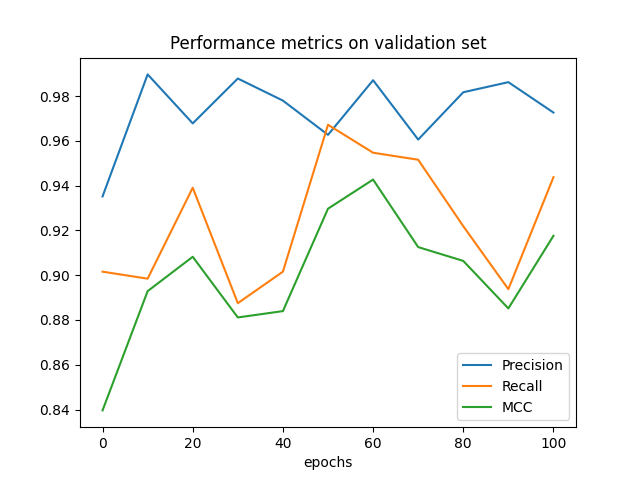 Performance metrics on validation set
0.98
0.96
0.94
0.92
0.90
0.88
0.86
0.84
0 20 40 60 80 100
epochs
Precision
Recall
MCC